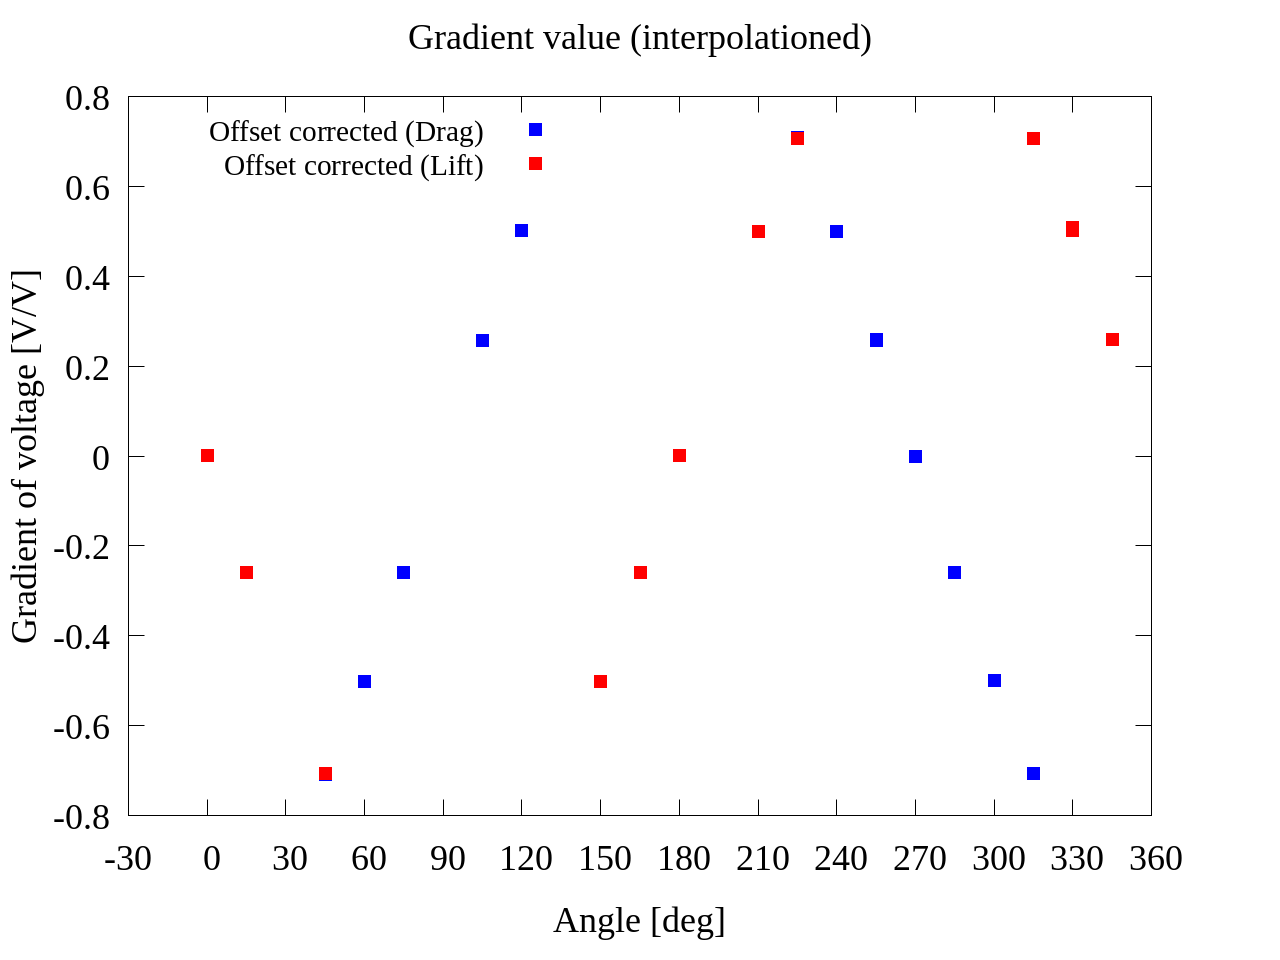 Gradient value (interpolationed)
Offset corrected (Drag)
Offset corrected (Lift)
0.8
0.6
0.4
0.2
0
-0.2
-0.4
-0.6
-0.8
Gradient of voltage [V/V]
-30 0 30 60 90 120 150 180 210 240 270 300 330 360
Angle [deg]